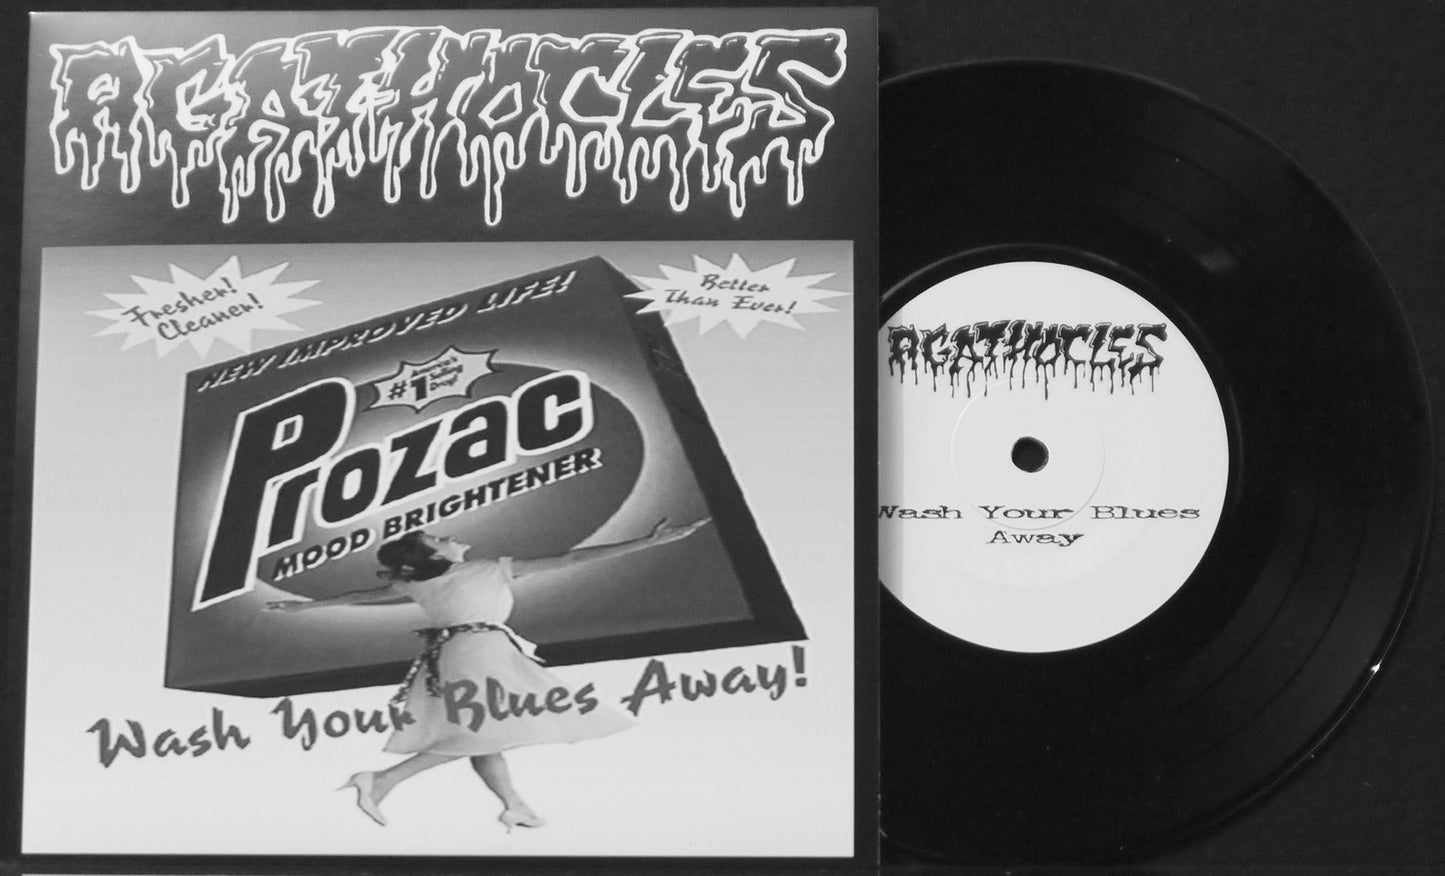 AGATHOCLES
Fresher!
Cleaner!
Better
Than Ever!
NEW IMPROVED LIFE!
America's
#1 Selling
Drug!
Prozac
MOOD BRIGHTENER
Wash Your Blues Away!
AGATHOCLES
Wash Your Blues
Away